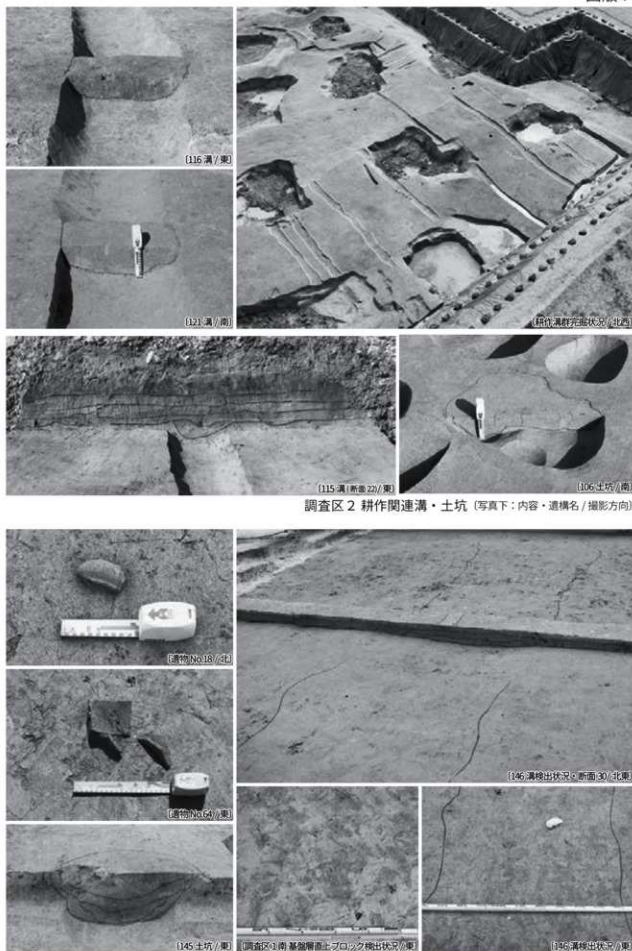 [116 溝 / 東]
[121 溝 / 南]
[耕作溝群完掘状況 / 北西]
[115 溝 (断面 22) / 東]
[106 土坑 / 南]
調査区 2 耕作関連溝・土坑 [写真下：内容・遺構名 / 撮影方向]
[遺物 No.18 / 北]
[遺物 No.64 / 東]
[145 土坑 / 東]
[146 溝検出状況・断面 30 / 北東]
[調査区 1 南 基盤層直上ブロック検出状況 / 東]
[146 溝検出状況 / 東]